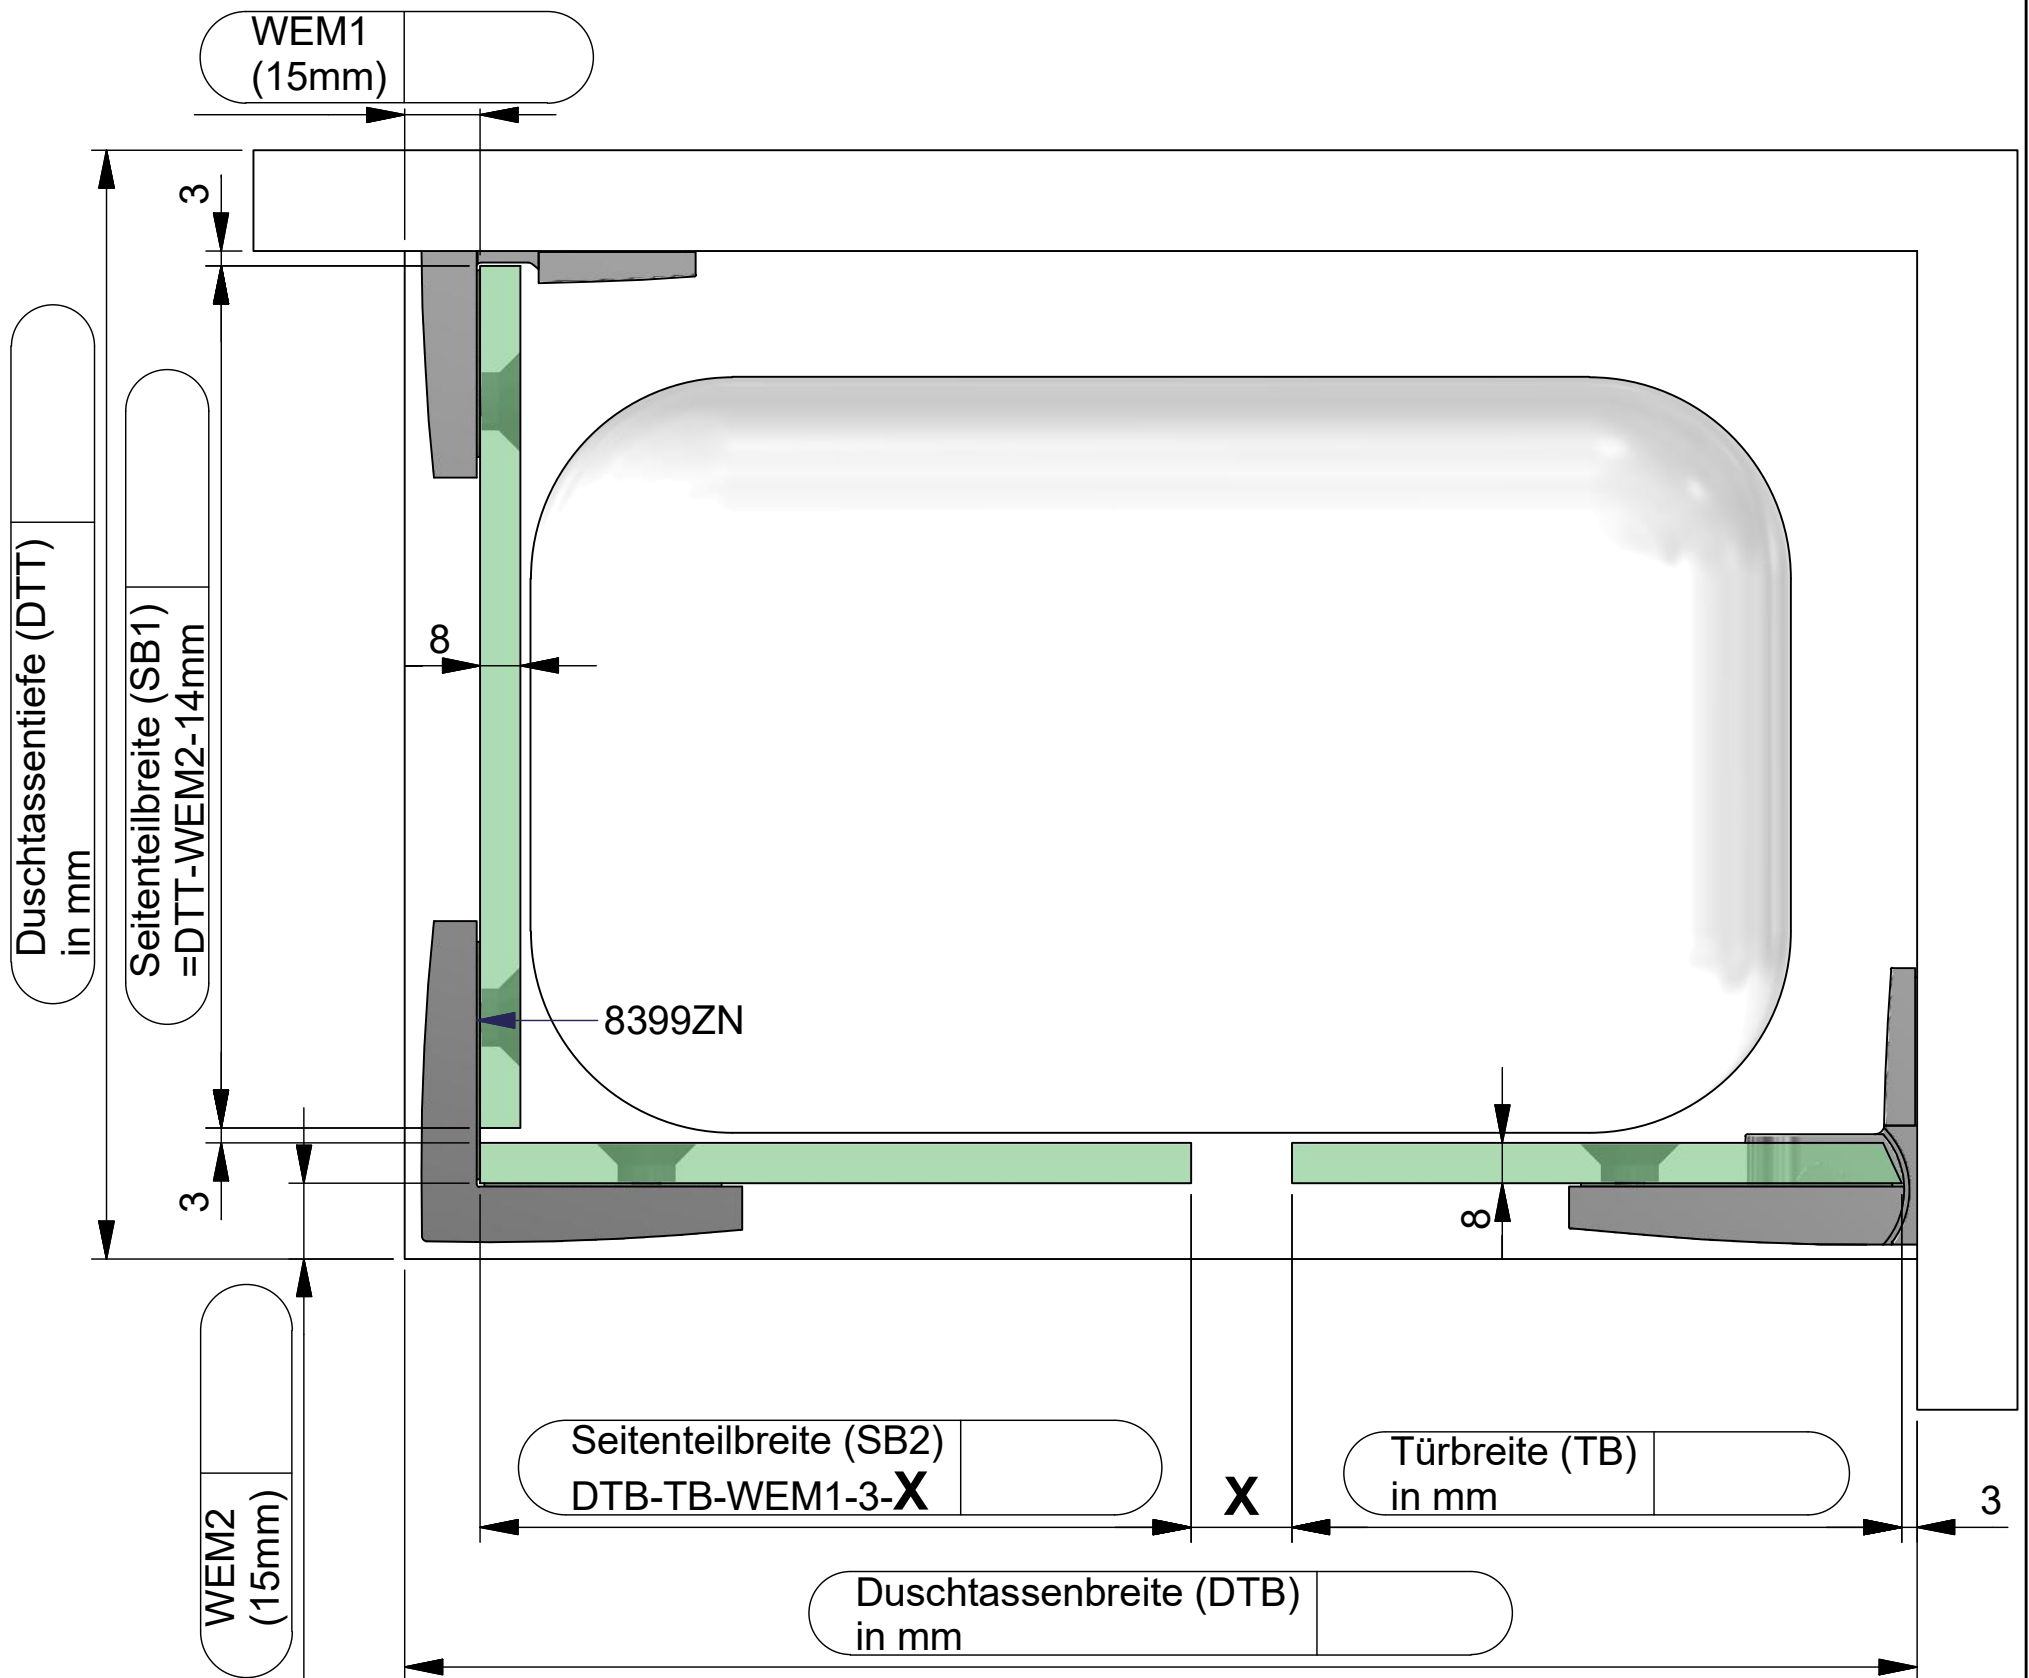 WEM1
(15mm)
3
Duschtassentiefe (DTT)
in mm
Seitenteilbreite (SB1)
=DTT-WEM2-14mm
8
8399ZN
3
8
WEM2
(15mm)
Seitenteilbreite (SB2)
DTB-TB-WEM1-3-X
X
Türbreite (TB)
in mm
3
Duschtassenbreite (DTB)
in mm